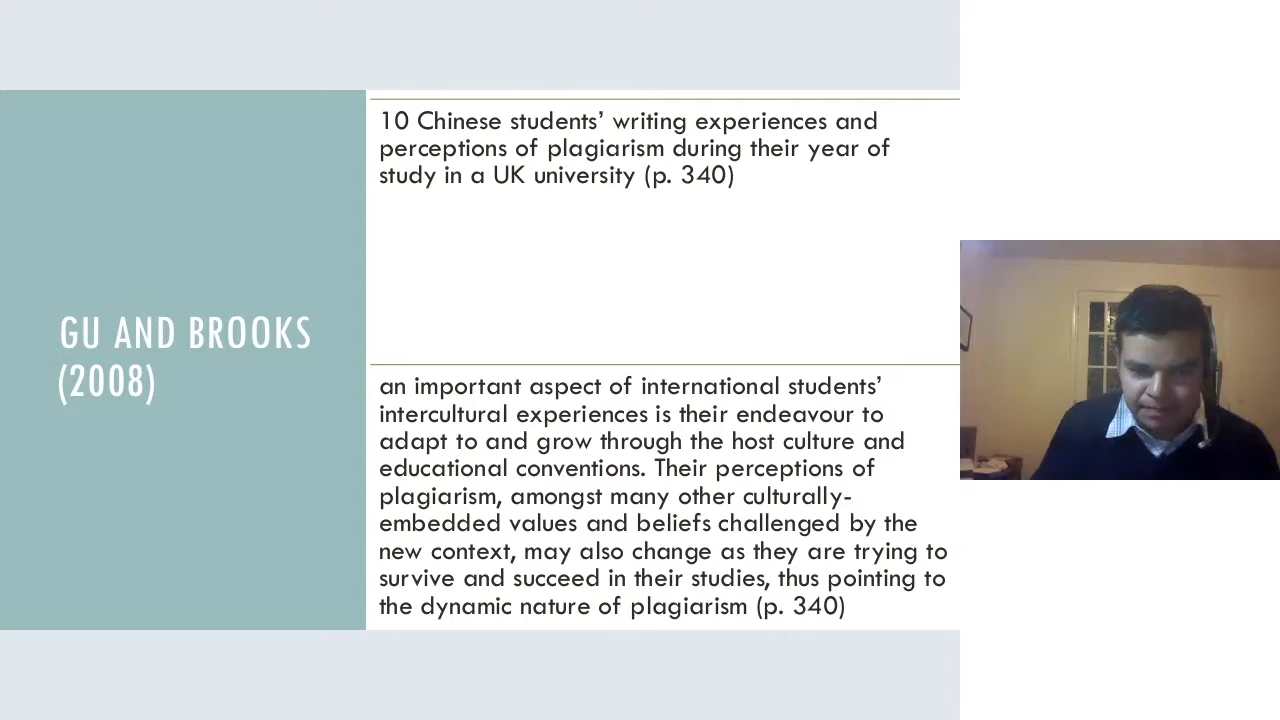 GU AND BROOKS
(2008)
10 Chinese students’ writing experiences and
perceptions of plagiarism during their year of
study in a UK university (p. 340)
an important aspect of international students’
intercultural experiences is their endeavour to
adapt to and grow through the host culture and
educational conventions. Their perceptions of
plagiarism, amongst many other culturally-
embedded values and beliefs challenged by the
new context, may also change as they are trying to
survive and succeed in their studies, thus pointing to
the dynamic nature of plagiarism (p. 340)